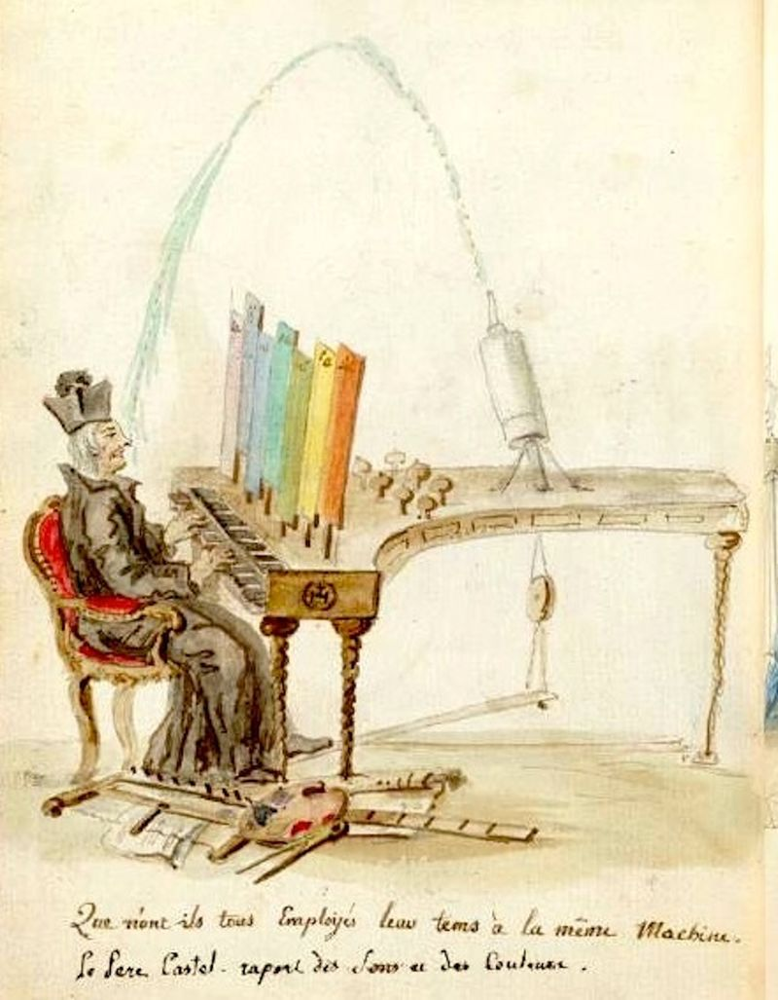 Que n'ont ils tous Employés leur tems à la même Machine.
Le Pere Castel. raport des Sons et des Couleurs.